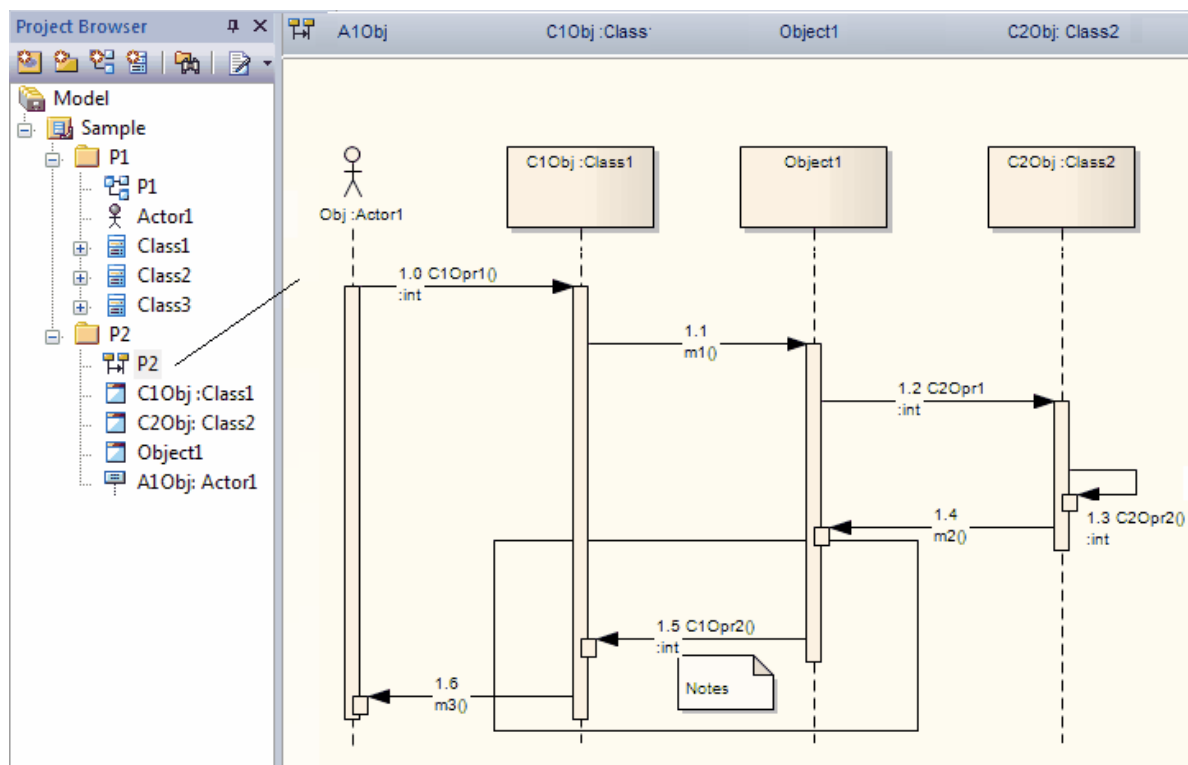 Project Browser
Model
Sample
P1
P1
Actor1
Class1
Class2
Class3
P2
P2
C1Obj :Class1
C2Obj: Class2
Object1
A1Obj: Actor1
A1Obj C1Obj :Class Object1 C2Obj: Class2
C1Obj :Class1 Object1 C2Obj :Class2
Obj :Actor1
1.0 C1Opr1()
:int
1.1
m1()
1.2 C2Opr1
:int
1.3 C2Opr2()
:int
1.4
m2()
1.5 C1Opr2()
:int
Notes
1.6
m3()